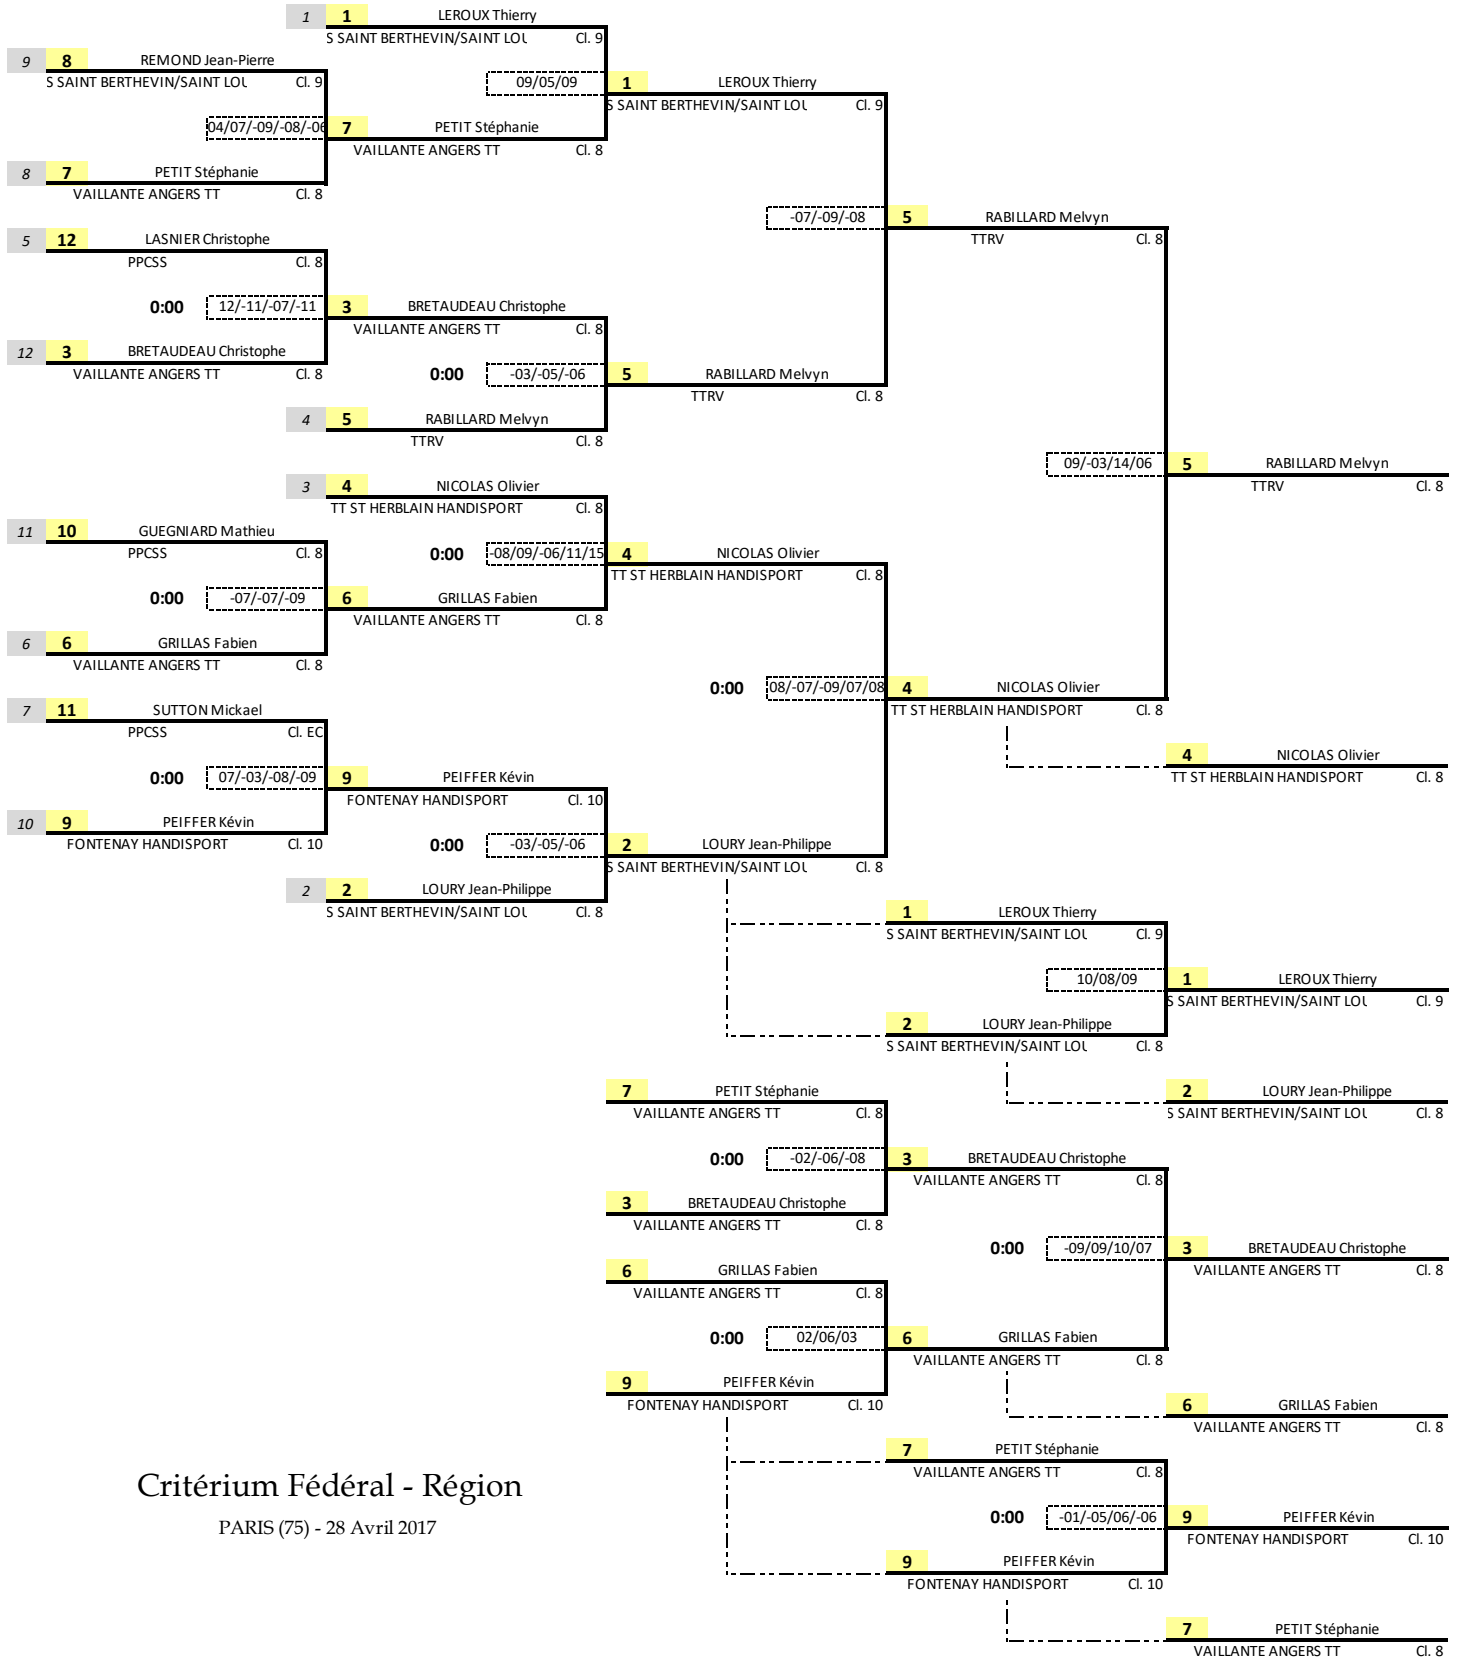 1 1 LEROUX Thierry
S SAINT BERTHEVIN/SAINT LOU Cl. 9
9 8 REMOND Jean-Pierre
S SAINT BERTHEVIN/SAINT LOU Cl. 9
09/05/09 1 LEROUX Thierry
S SAINT BERTHEVIN/SAINT LOU Cl. 9
04/07/-09/-08/-06 7 PETIT Stéphanie
VAILLANTE ANGERS TT Cl. 8
8 7 PETIT Stéphanie
VAILLANTE ANGERS TT Cl. 8
-07/-09/-08 5 RABILLARD Melvyn
TTRV Cl. 8
5 12 LASNIER Christophe
PPCSS Cl. 8
0:00 12/-11/-07/-11 3 BRETAUDEAU Christophe
VAILLANTE ANGERS TT Cl. 8
12 3 BRETAUDEAU Christophe
VAILLANTE ANGERS TT Cl. 8
0:00 -03/-05/-06 5 RABILLARD Melvyn
TTRV Cl. 8
4 5 RABILLARD Melvyn
TTRV Cl. 8
09/-03/14/06 5 RABILLARD Melvyn
TTRV Cl. 8
3 4 NICOLAS Olivier
TT ST HERBLAIN HANDISPORT Cl. 8
11 10 GUEGNIARD Mathieu
PPCSS Cl. 8
0:00 -08/09/-06/11/15 4 NICOLAS Olivier
TT ST HERBLAIN HANDISPORT Cl. 8
0:00 -07/-07/-09 6 GRILLAS Fabien
VAILLANTE ANGERS TT Cl. 8
6 6 GRILLAS Fabien
VAILLANTE ANGERS TT Cl. 8
0:00 08/-07/-09/07/08 4 NICOLAS Olivier
TT ST HERBLAIN HANDISPORT Cl. 8
7 11 SUTTON Mickael
PPCSS Cl. EC
4 NICOLAS Olivier
TT ST HERBLAIN HANDISPORT Cl. 8
0:00 07/-03/-08/-09 9 PEIFFER Kévin
FONTENAY HANDISPORT Cl. 10
10 9 PEIFFER Kévin
FONTENAY HANDISPORT Cl. 10
0:00 -03/-05/-06 2 LOURY Jean-Philippe
S SAINT BERTHEVIN/SAINT LOU Cl. 8
2 2 LOURY Jean-Philippe
S SAINT BERTHEVIN/SAINT LOU Cl. 8
1 LEROUX Thierry
S SAINT BERTHEVIN/SAINT LOU Cl. 9
10/08/09 1 LEROUX Thierry
S SAINT BERTHEVIN/SAINT LOU Cl. 9
2 LOURY Jean-Philippe
S SAINT BERTHEVIN/SAINT LOU Cl. 8
7 PETIT Stéphanie
VAILLANTE ANGERS TT Cl. 8
2 LOURY Jean-Philippe
S SAINT BERTHEVIN/SAINT LOU Cl. 8
0:00 -02/-06/-08 3 BRETAUDEAU Christophe
VAILLANTE ANGERS TT Cl. 8
3 BRETAUDEAU Christophe
VAILLANTE ANGERS TT Cl. 8
0:00 -09/09/10/07 3 BRETAUDEAU Christophe
VAILLANTE ANGERS TT Cl. 8
6 GRILLAS Fabien
VAILLANTE ANGERS TT Cl. 8
0:00 02/06/03 6 GRILLAS Fabien
VAILLANTE ANGERS TT Cl. 8
9 PEIFFER Kévin
FONTENAY HANDISPORT Cl. 10
6 GRILLAS Fabien
VAILLANTE ANGERS TT Cl. 8
7 PETIT Stéphanie
VAILLANTE ANGERS TT Cl. 8
0:00 -01/-05/06/-06 9 PEIFFER Kévin
FONTENAY HANDISPORT Cl. 10
9 PEIFFER Kévin
FONTENAY HANDISPORT Cl. 10
7 PETIT Stéphanie
VAILLANTE ANGERS TT Cl. 8
Critérium Fédéral - Région
PARIS (75) - 28 Avril 2017